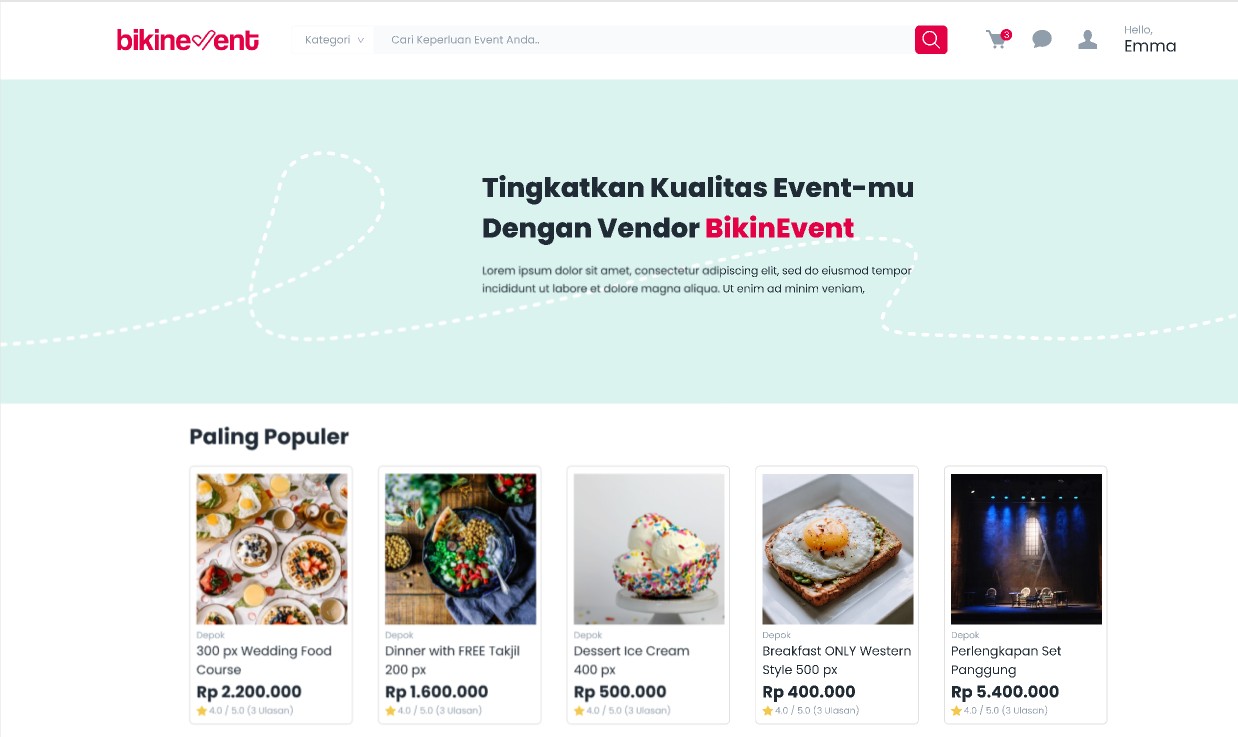 bikinevent
Kategori
Cari Keperluan Event Anda..
3
Hello,
Emma
Tingkatkan Kualitas Event-mu
Dengan Vendor BikinEvent
Lorem ipsum dolor sit amet, consectetur adipiscing elit, sed do eiusmod tempor
incididunt ut labore et dolore magna aliqua. Ut enim ad minim veniam,
Paling Populer
Depok
300 px Wedding Food
Course
Rp 2.200.000
4.0 / 5.0 (3 Ulasan)
Depok
Dinner with FREE Takjil
200 px
Rp 1.600.000
4.0 / 5.0 (3 Ulasan)
Depok
Dessert Ice Cream
400 px
Rp 500.000
4.0 / 5.0 (3 Ulasan)
Depok
Breakfast ONLY Western
Style 500 px
Rp 400.000
4.0 / 5.0 (3 Ulasan)
Depok
Perlengkapan Set
Panggung
Rp 5.400.000
4.0 / 5.0 (3 Ulasan)